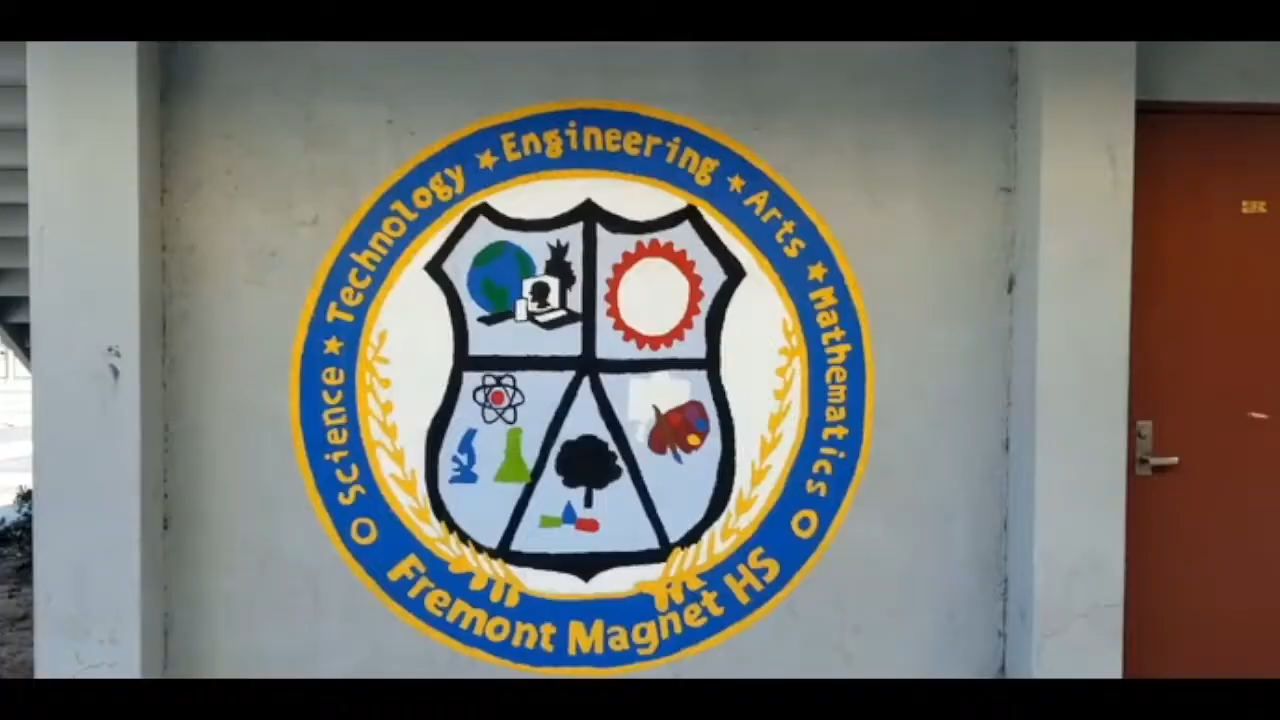 Science ★ Technology ★ Engineering ★ Arts ★ Mathematics
Fremont Magnet HS